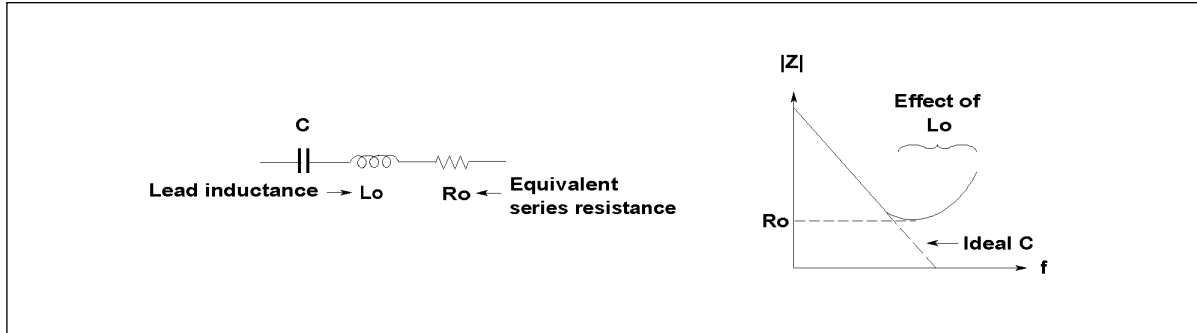 C
Lead inductance
Lo
Ro
Equivalent
series resistance
|Z|
Effect of
Lo
Ro
Ideal C
f